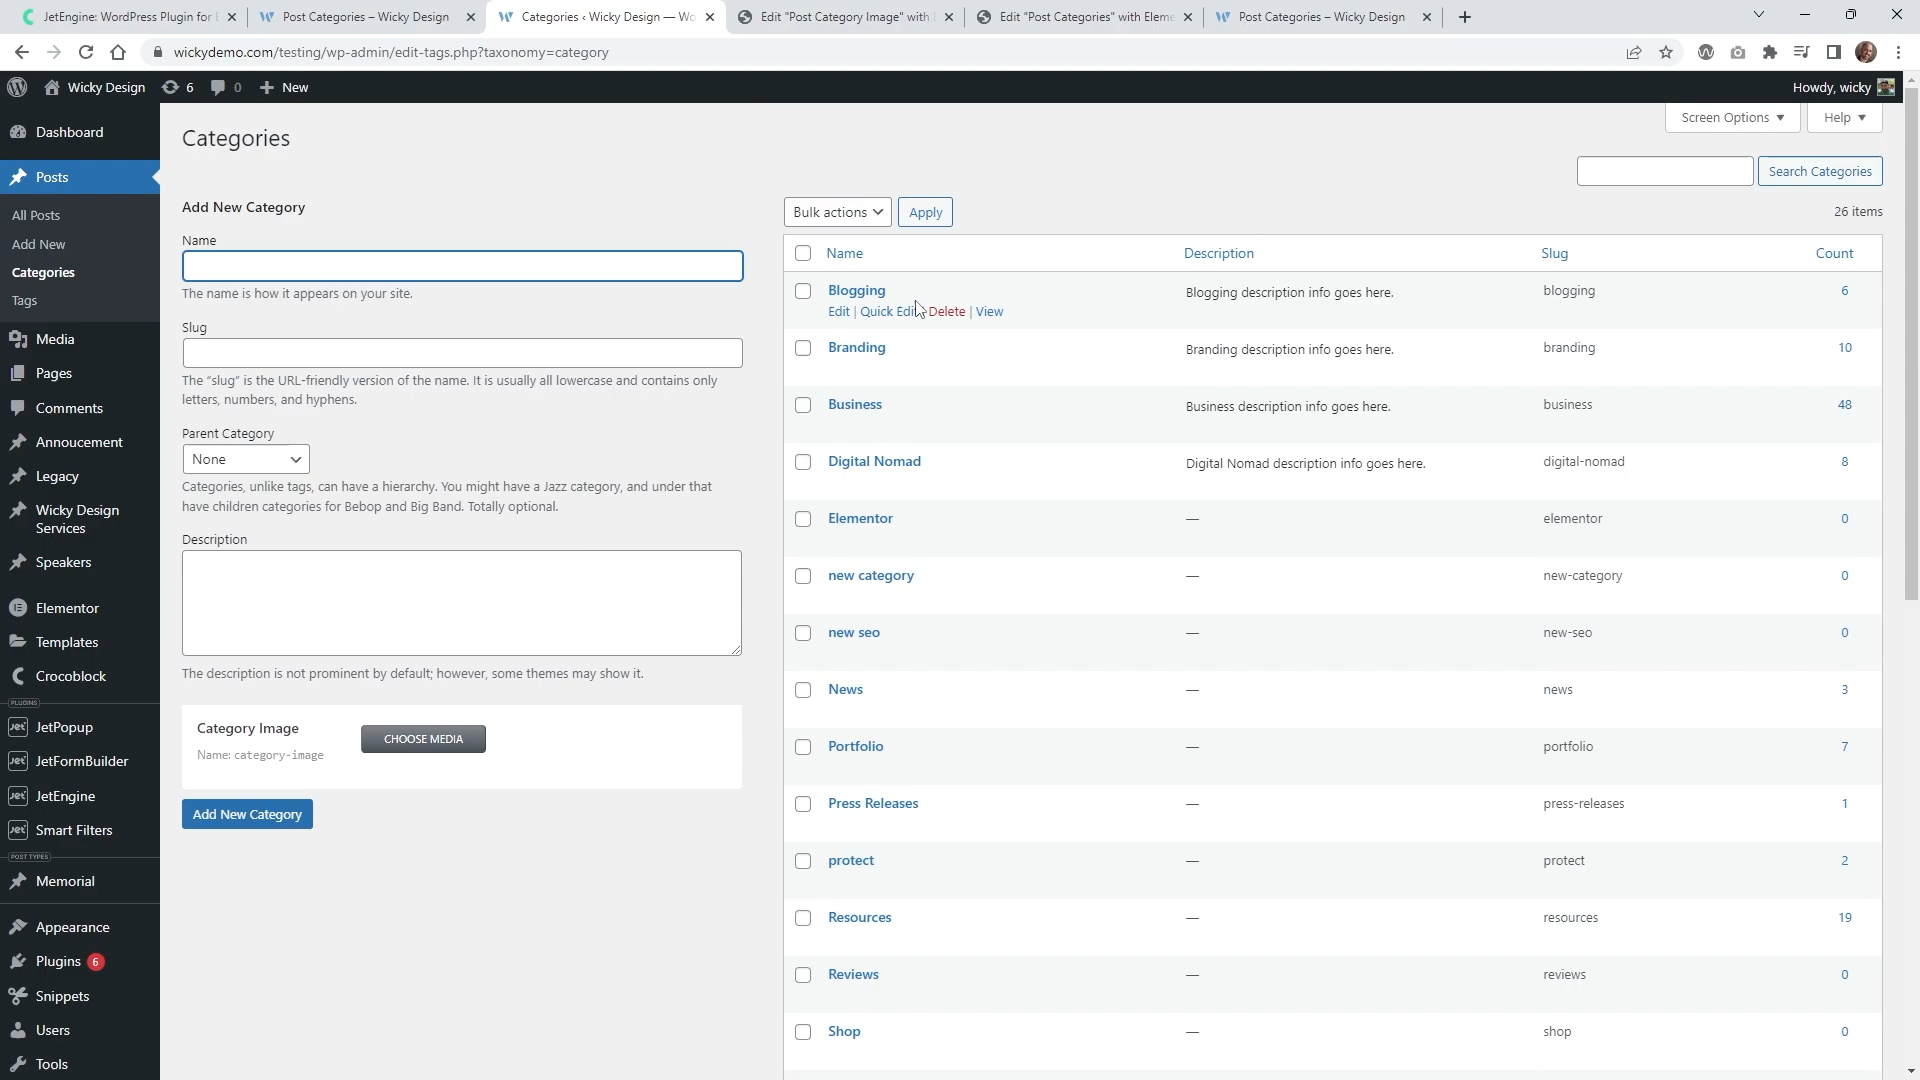 JetEngine: WordPress Plugin for E
Post Categories – Wicky Design
Categories ‹ Wicky Design — Wo
Edit "Post Category Image" with E
Edit "Post Categories" with Eleme
Post Categories – Wicky Design
wickydemo.com/testing/wp-admin/edit-tags.php?taxonomy=category
Wicky Design
6
0
New
Howdy, wicky
Dashboard
Posts
All Posts
Add New
Categories
Tags
Media
Pages
Comments
Annoucement
Legacy
Wicky Design
Services
Speakers
Elementor
Templates
Crocoblock
PLUGINS
JetPopup
JetFormBuilder
JetEngine
Smart Filters
POST TYPES
Memorial
Appearance
Plugins 6
Snippets
Users
Tools
Categories
Screen Options
Help
Search Categories
Add New Category
Name
The name is how it appears on your site.
Slug
The “slug” is the URL-friendly version of the name. It is usually all lowercase and contains only
letters, numbers, and hyphens.
Parent Category
None
Categories, unlike tags, can have a hierarchy. You might have a Jazz category, and under that
have children categories for Bebop and Big Band. Totally optional.
Description
The description is not prominent by default; however, some themes may show it.
Category Image
Name: category-image
CHOOSE MEDIA
Add New Category
Bulk actions
Apply
26 items
Name Description Slug Count
Blogging Blogging description info goes here. blogging 6
Edit | Quick Edit | Delete | View
Branding Branding description info goes here. branding 10
Business Business description info goes here. business 48
Digital Nomad Digital Nomad description info goes here. digital-nomad 8
Elementor — elementor 0
new category — new-category 0
new seo — new-seo 0
News — news 3
Portfolio — portfolio 7
Press Releases — press-releases 1
protect — protect 2
Resources — resources 19
Reviews — reviews 0
Shop — shop 0